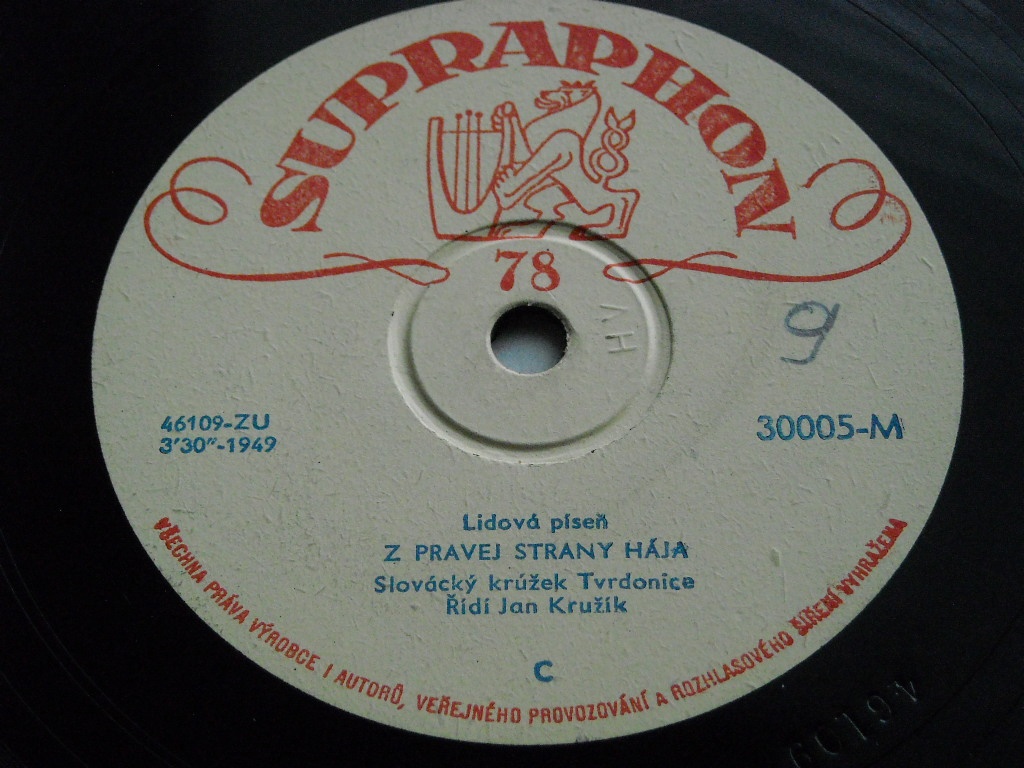 SUPRAPHON
78
9
46109-ZU
3'30"-1949
30005-M
Lidová píseň
Z PRAVEJ STRANY HÁJA
Slovácký krúžek Tvrdonice
Řídí Jan Kružík
C
VŠECHNA PRÁVA VÝROBCE I AUTORŮ, VEŘEJNÉHO PROVOZOVÁNÍ A ROZHLASOVÉHO ŠÍŘENÍ VYHRAŽENA